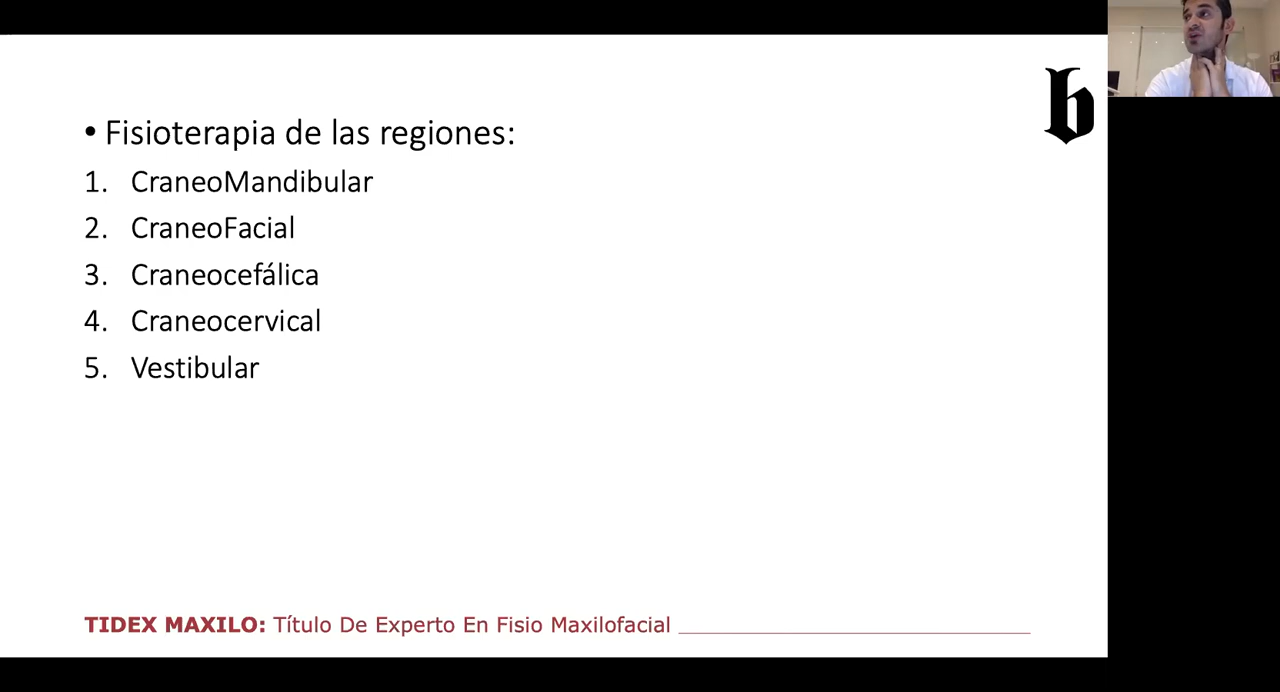 • Fisioterapia de las regiones:
1. CraneoMandibular
2. CraneoFacial
3. Craneocefálica
4. Craneocervical
5. Vestibular
b
TIDEX MAXILO: Título De Experto En Fisio Maxilofacial